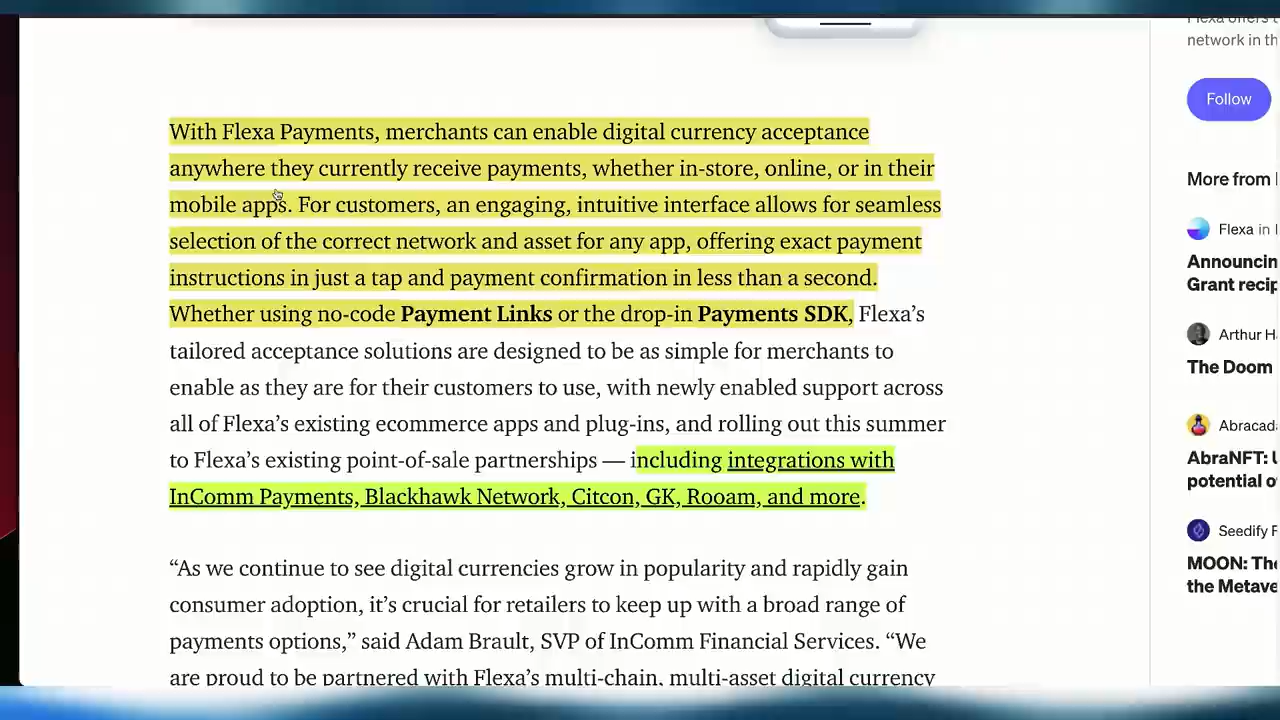 With Flexa Payments, merchants can enable digital currency acceptance
anywhere they currently receive payments, whether in-store, online, or in their
mobile apps. For customers, an engaging, intuitive interface allows for seamless
selection of the correct network and asset for any app, offering exact payment
instructions in just a tap and payment confirmation in less than a second.
Whether using no-code Payment Links or the drop-in Payments SDK, Flexa’s
tailored acceptance solutions are designed to be as simple for merchants to
enable as they are for their customers to use, with newly enabled support across
all of Flexa’s existing ecommerce apps and plug-ins, and rolling out this summer
to Flexa’s existing point-of-sale partnerships — including integrations with
InComm Payments, Blackhawk Network, Citcon, GK, Rooam, and more.
“As we continue to see digital currencies grow in popularity and rapidly gain
consumer adoption, it’s crucial for retailers to keep up with a broad range of
payments options,” said Adam Brault, SVP of InComm Financial Services. “We
are proud to be partnered with Flexa’s multi-chain, multi-asset digital currency
Flexa offers
network in th
Follow
More from
Flexa in
Announcin
Grant recip
Arthur H
The Doom
Abracada
AbraNFT:
potential o
Seedify F
MOON: The
the Metave